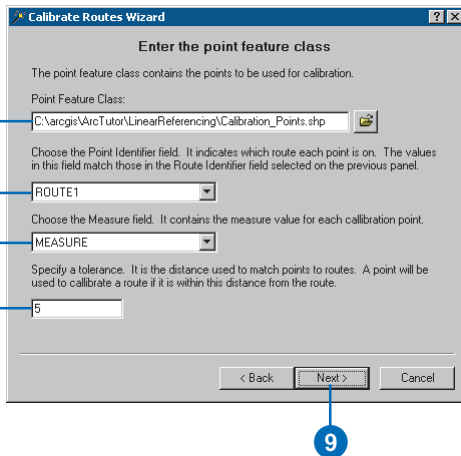 Calibrate Routes Wizard
Enter the point feature class
The point feature class contains the points to be used for calibration.
Point Feature Class:
C:\arcgis\ArcTutor\LinearReferencing\Calibration_Points.shp
Choose the Point Identifier field. It indicates which route each point is on. The values
in this field match those in the Route Identifier field selected on the previous panel.
ROUTE1
Choose the Measure field. It contains the measure value for each callibration point.
MEASURE
Specify a tolerance. It is the distance used to match points to routes. A point will be
used to callibrate a route if it is within this distance from the route.
5
< Back
Next >
Cancel
9